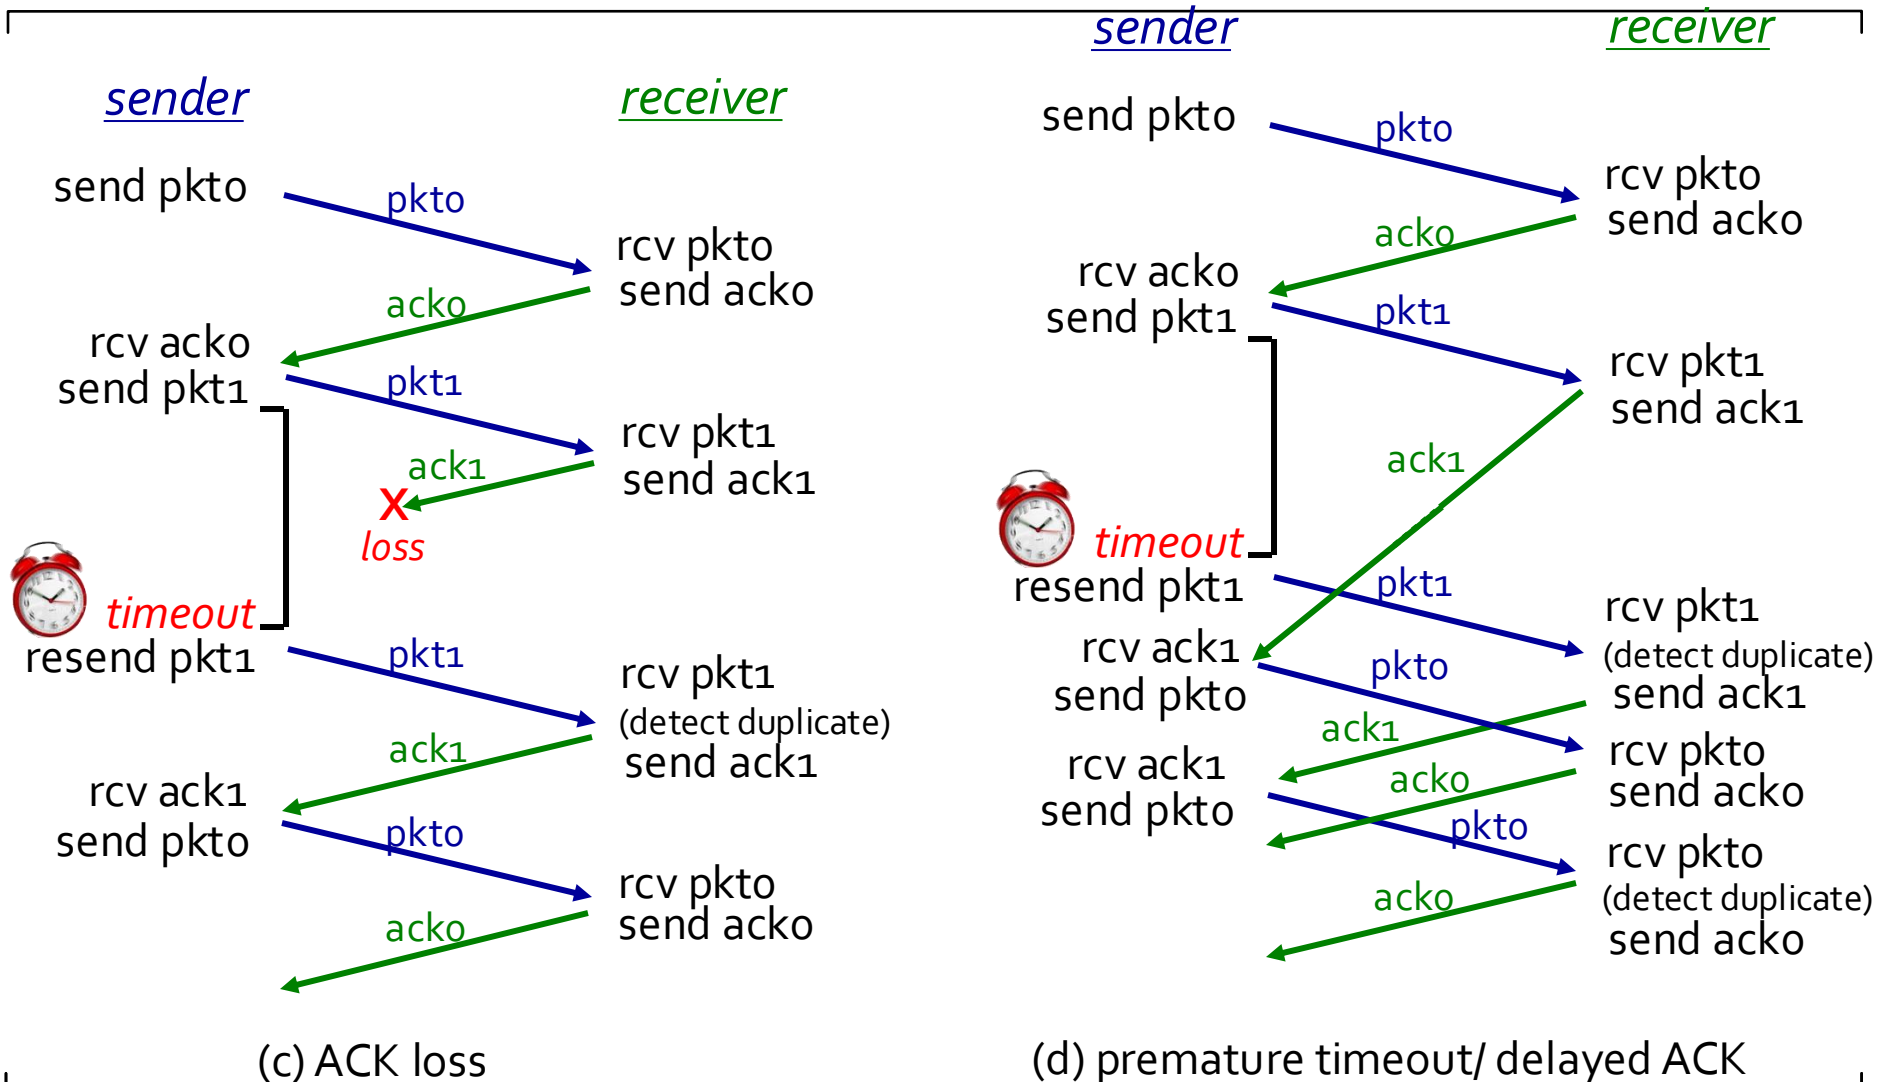 sender
receiver
send pkt0
pkt0
rcv pkt0
send ack0
ack0
rcv ack0
send pkt1
pkt1
rcv pkt1
send ack1
ack1
X
loss
timeout
resend pkt1
pkt1
rcv pkt1
(detect duplicate)
send ack1
ack1
rcv ack1
send pkt0
pkt0
rcv pkt0
send ack0
ack0
(c) ACK loss
sender
receiver
send pkt0
pkt0
rcv pkt0
send ack0
ack0
rcv ack0
send pkt1
pkt1
rcv pkt1
send ack1
ack1
timeout
resend pkt1
pkt1
rcv pkt1
(detect duplicate)
send ack1
rcv ack1
send pkt0
pkt0
ack1
rcv pkt0
send ack0
rcv ack1
send pkt0
ack0
pkt0
rcv pkt0
(detect duplicate)
send ack0
ack0
(d) premature timeout/ delayed ACK